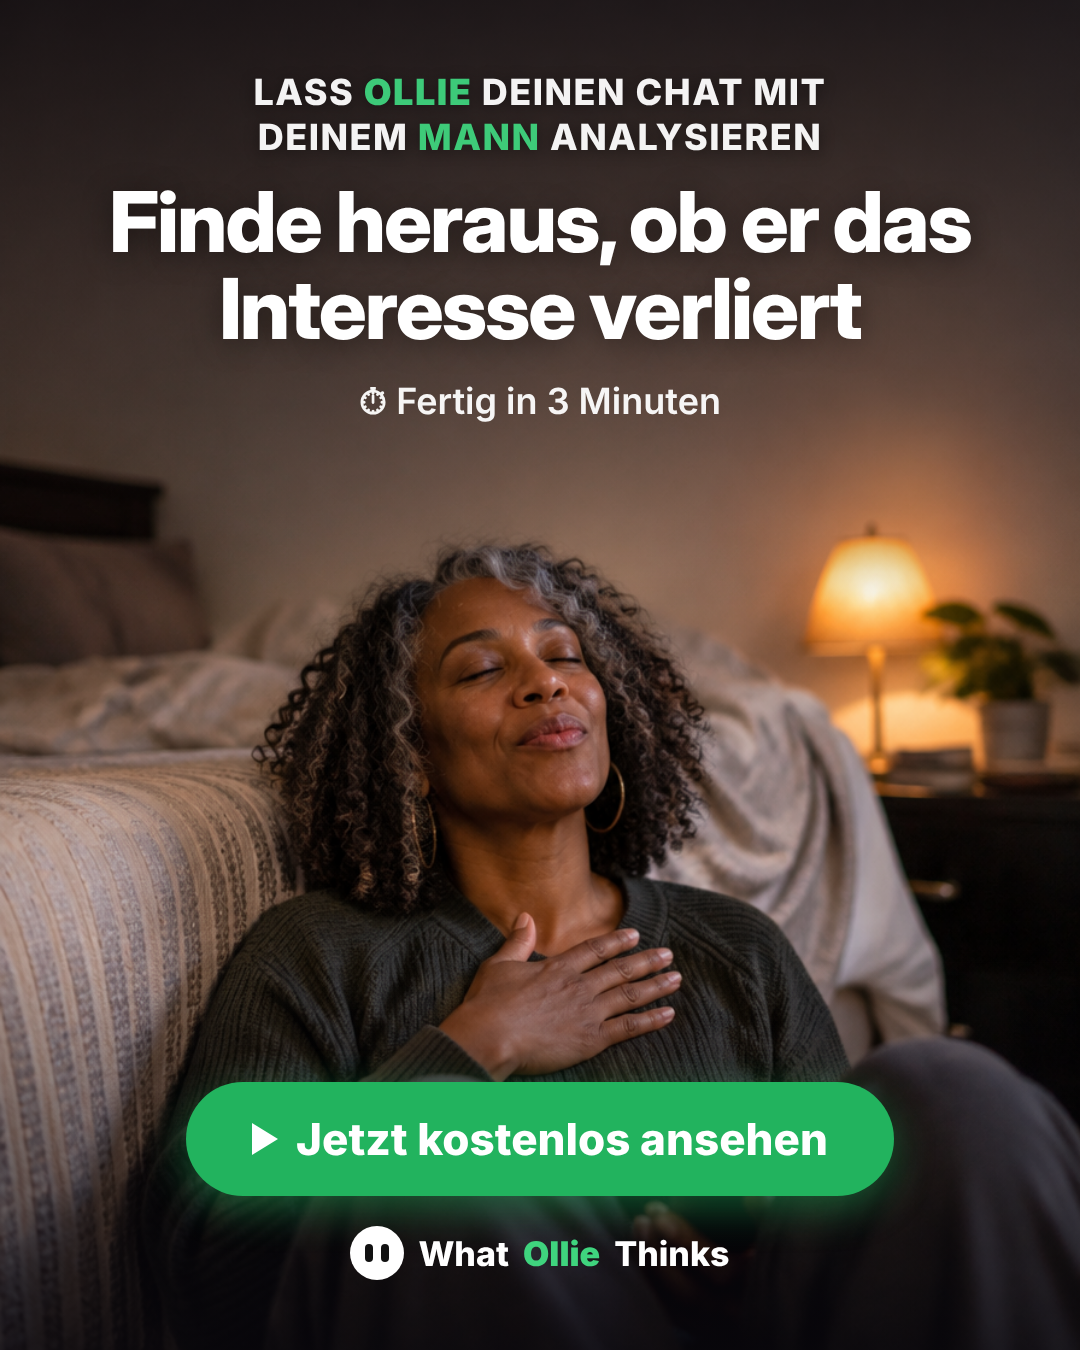 LASS OLLIE DEINEN CHAT MIT
DEINEM MANN ANALYSIEREN
Finde heraus, ob er das
Interesse verliert
⏱ Fertig in 3 Minuten
▶ Jetzt kostenlos ansehen
What Ollie Thinks